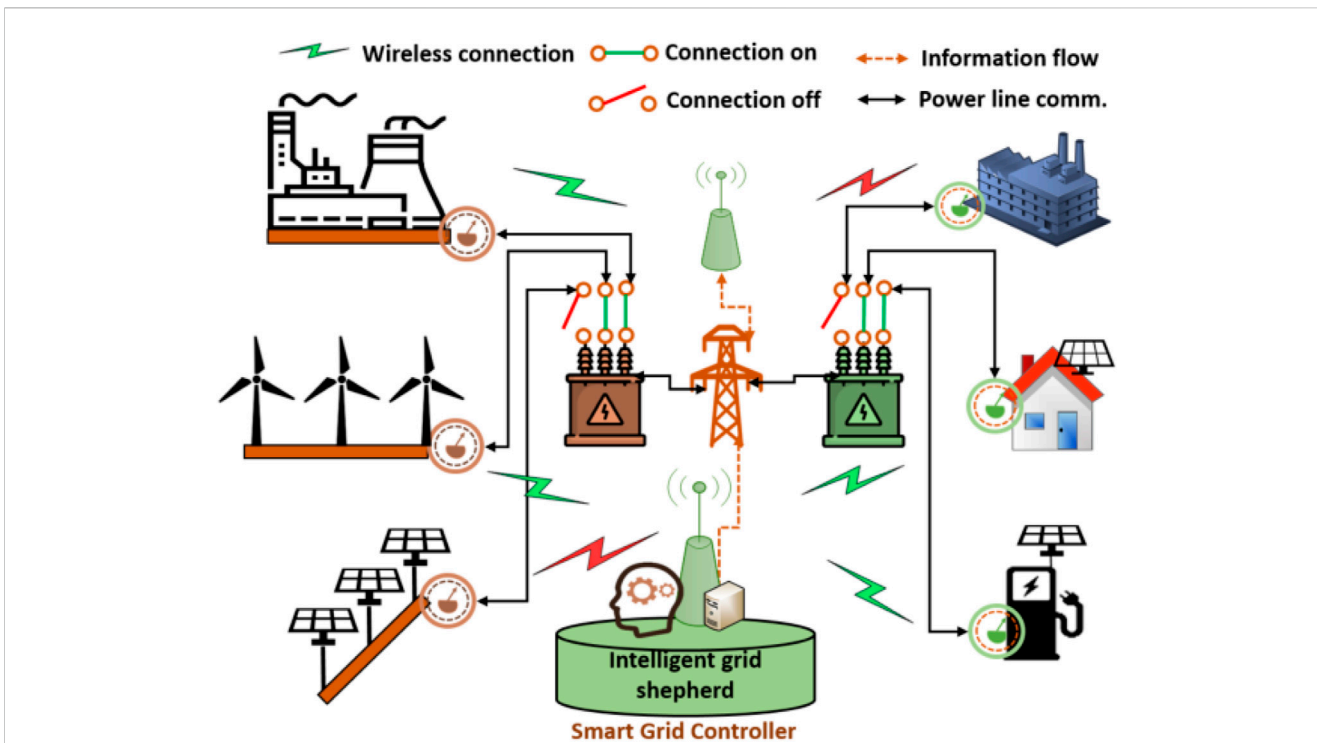 Wireless connection
Connection on
Information flow
Connection off
Power line comm.
Intelligent grid
shepherd
Smart Grid Controller